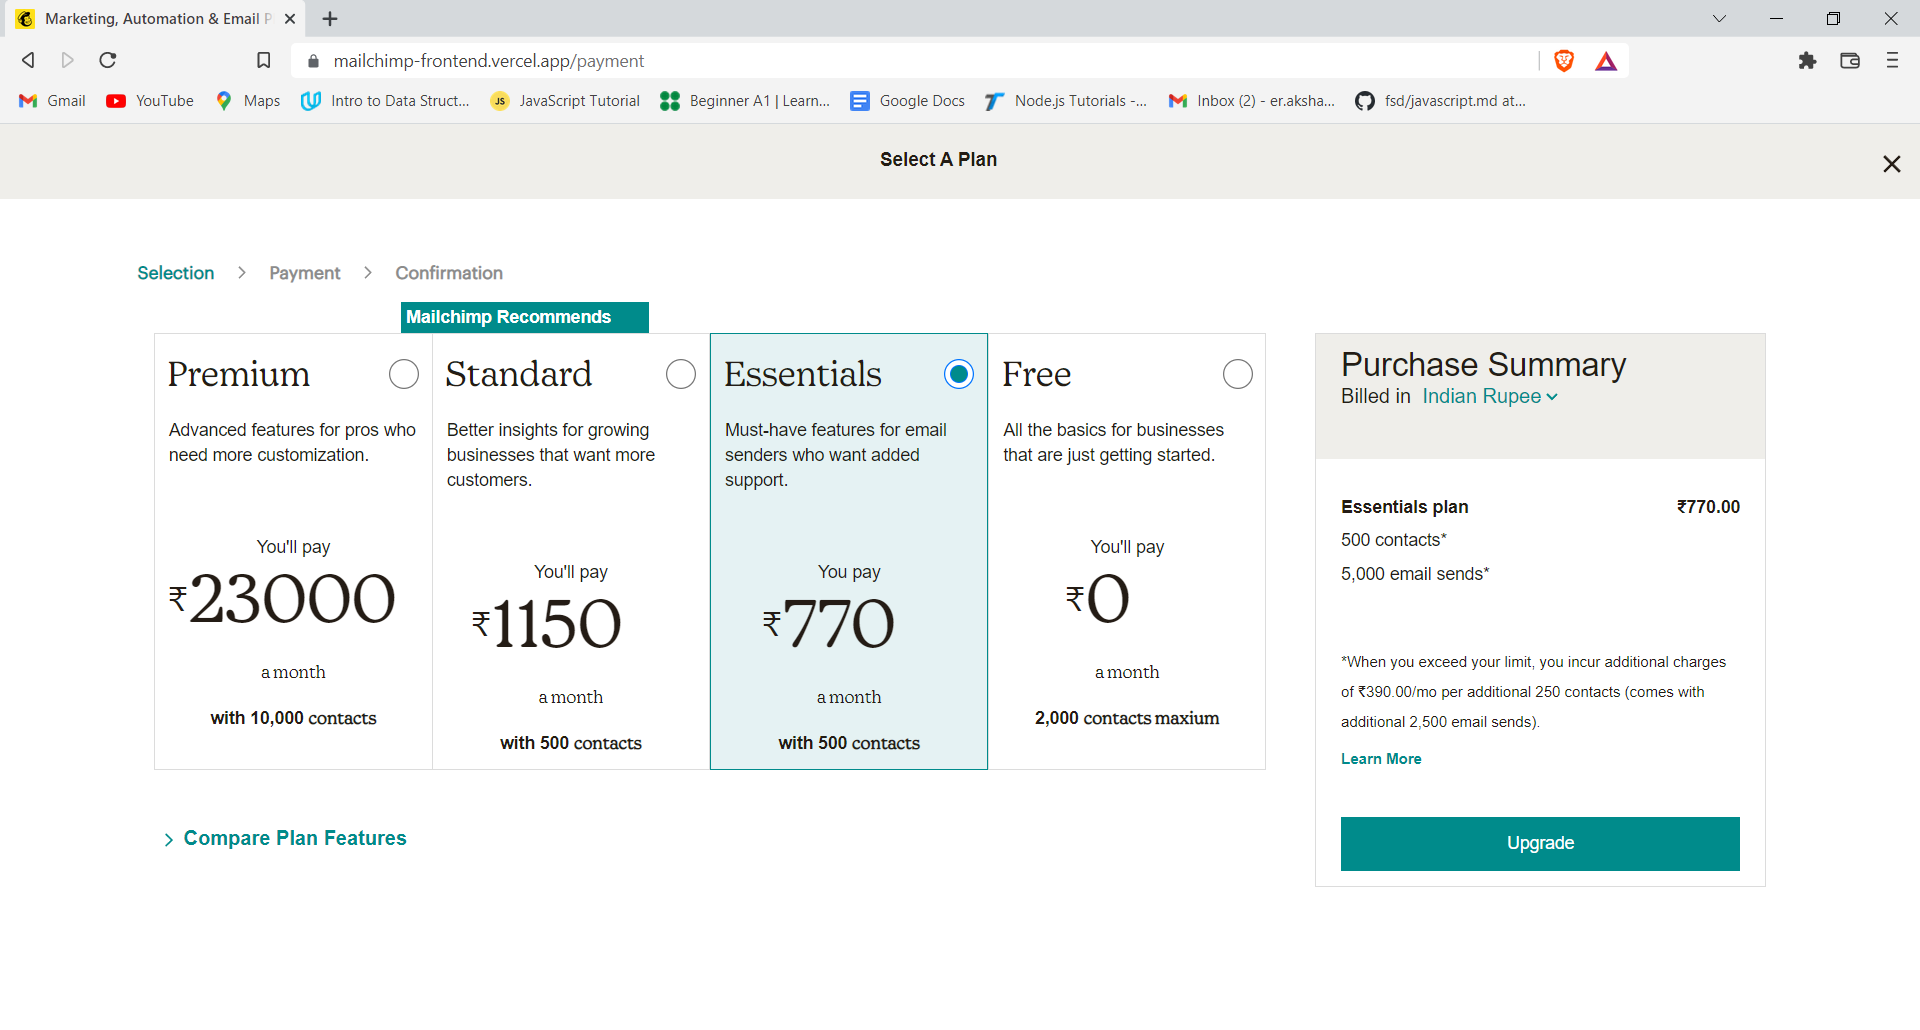 Marketing, Automation & Email P
mailchimp-frontend.vercel.app/payment
Gmail
YouTube
Maps
Intro to Data Struct...
JavaScript Tutorial
Beginner A1 | Learn...
Google Docs
Node.js Tutorials -...
Inbox (2) - er.aksha...
fsd/javascript.md at...
Select A Plan
Selection > Payment > Confirmation
Mailchimp Recommends
Premium
Advanced features for pros who
need more customization.
You'll pay
₹23000
a month
with 10,000 contacts
Standard
Better insights for growing
businesses that want more
customers.
You'll pay
₹1150
a month
with 500 contacts
Essentials
Must-have features for email
senders who want added
support.
You pay
₹770
a month
with 500 contacts
Free
All the basics for businesses
that are just getting started.
You'll pay
₹0
a month
2,000 contacts maxium
> Compare Plan Features
Purchase Summary
Billed in Indian Rupee
Essentials plan ₹770.00
500 contacts*
5,000 email sends*
*When you exceed your limit, you incur additional charges
of ₹390.00/mo per additional 250 contacts (comes with
additional 2,500 email sends).
Learn More
Upgrade